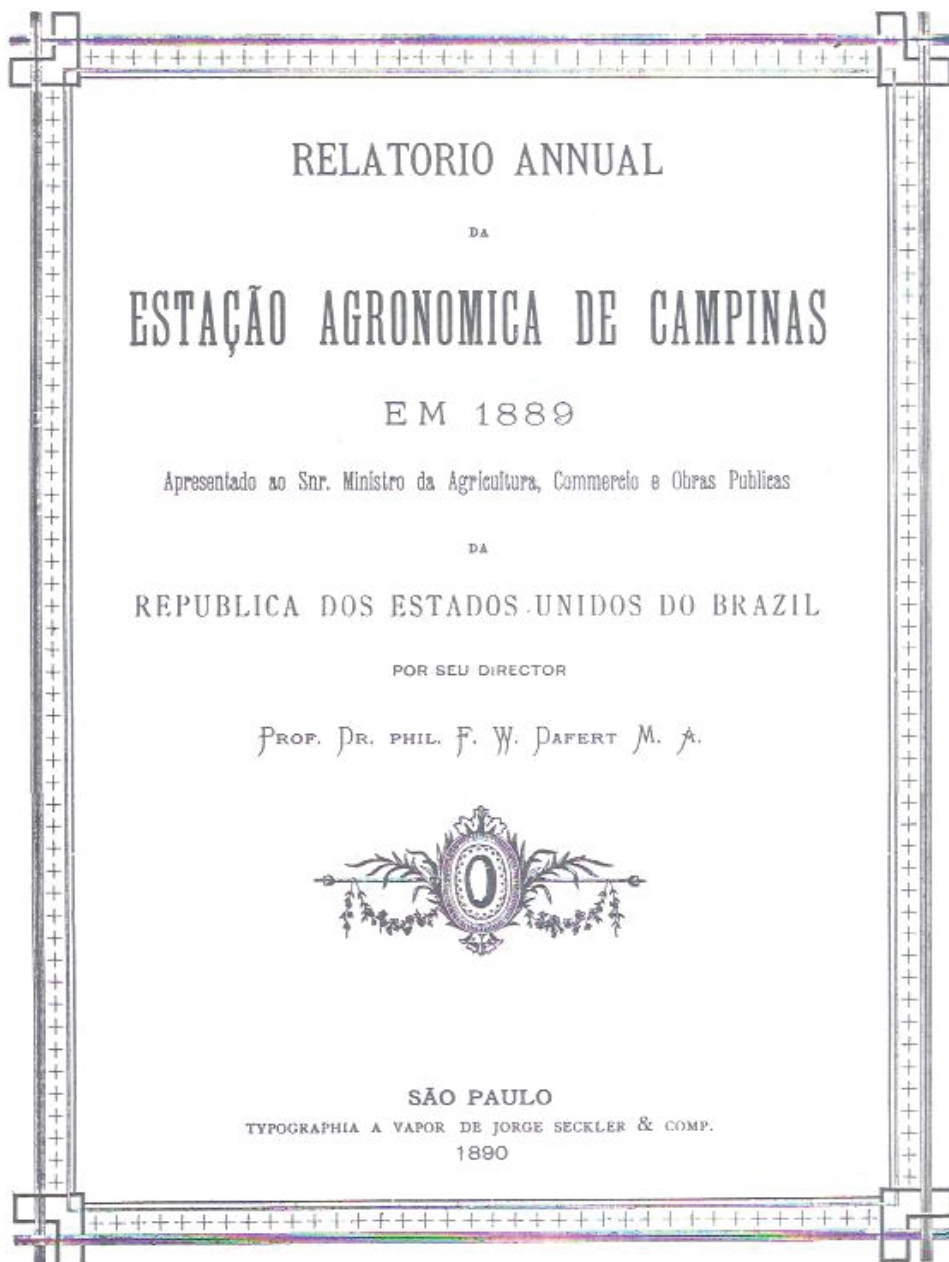 RELATORIO ANNUAL
DA
ESTAÇÃO AGRONOMICA DE CAMPINAS
EM 1889
Apresentado ao Snr. Ministro da Agricultura, Commercio e Obras Publicas
DA
REPUBLICA DOS ESTADOS UNIDOS DO BRAZIL
POR SEU DIRECTOR
PROF. DR. PHIL. F. W. DAFERT M. A.
SÃO PAULO
TYPOGRAPHIA A VAPOR DE JORGE SECKLER & COMP.
1890